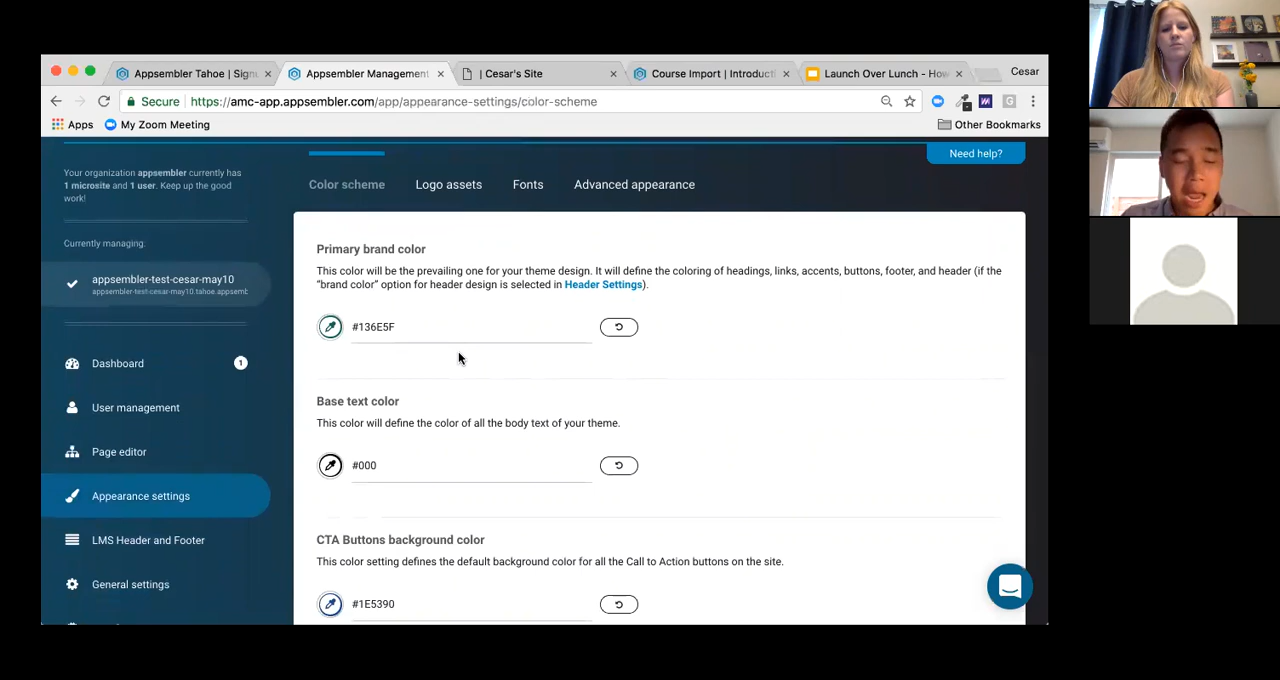 Appsembler Tahoe | Sign
Appsembler Management
| Cesar's Site
Course Import | Introducti
Launch Over Lunch - How
Cesar
Secure
https://amc-app.appsembler.com/app/appearance-settings/color-scheme
Apps
My Zoom Meeting
Other Bookmarks
Your organization appsembler currently has
1 microsite and 1 user. Keep up the good
work!
Currently managing:
appsembler-test-cesar-may10
appsembler-test-cesar-may10.tahoe.appsemb
Dashboard
1
User management
Page editor
Appearance settings
LMS Header and Footer
General settings
Need help?
Color scheme
Logo assets
Fonts
Advanced appearance
Primary brand color
This color will be the prevailing one for your theme design. It will define the coloring of headings, links, accents, buttons, footer, and header (if the
"brand color" option for header design is selected in Header Settings).
#136E5F
Base text color
This color will define the color of all the body text of your theme.
#000
CTA Buttons background color
This color setting defines the default background color for all the Call to Action buttons on the site.
#1E5390